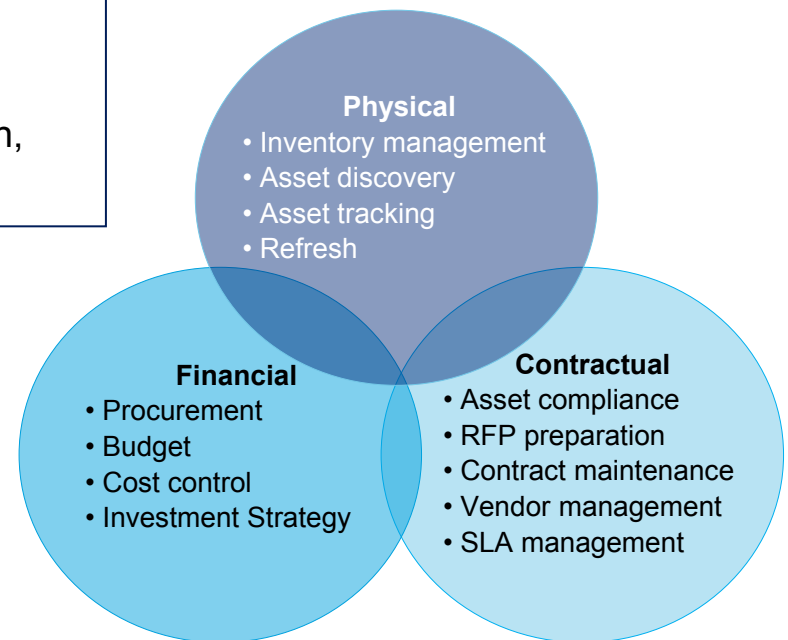 n,
Physical
• Inventory management
• Asset discovery
• Asset tracking
• Refresh
Financial
• Procurement
• Budget
• Cost control
• Investment Strategy
Contractual
• Asset compliance
• RFP preparation
• Contract maintenance
• Vendor management
• SLA management